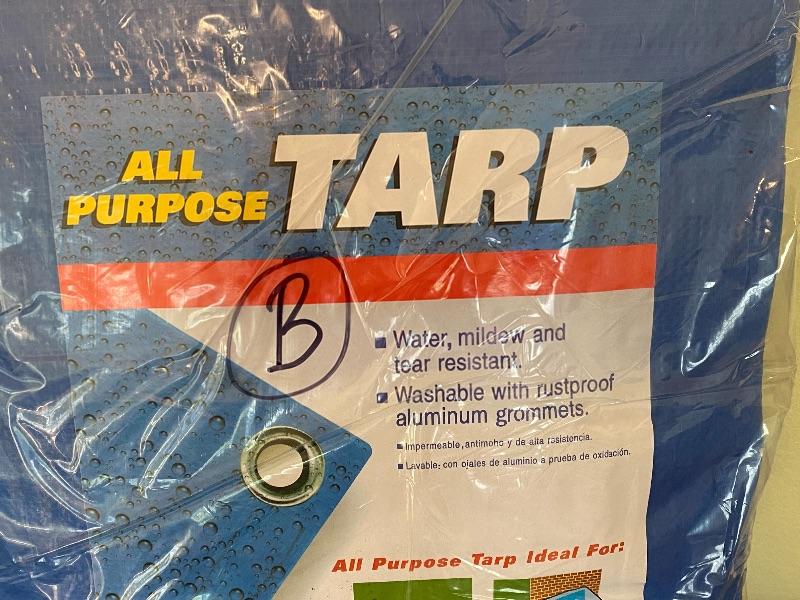 ALL
PURPOSE
TARP
B
Water, mildew and
tear resistant.
Washable with rustproof
aluminum grommets.
Impermeable, antimoho y de alta resistencia.
Lavable: con ojales de aluminio a prueba de oxidación.
All Purpose Tarp Ideal For: